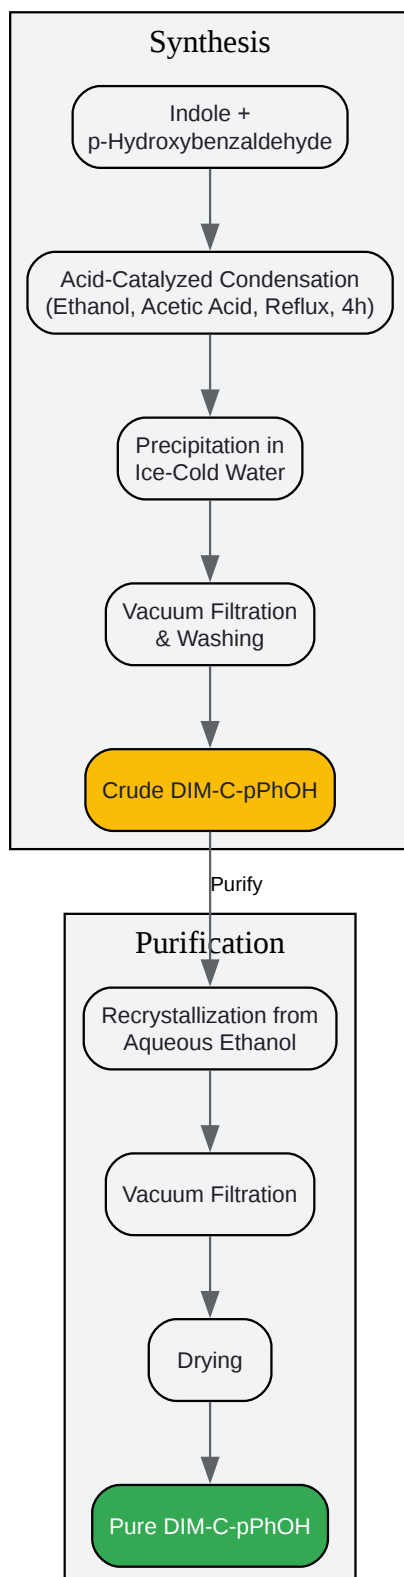 Synthesis
Indole +
p-Hydroxybenzaldehyde
Acid-Catalyzed Condensation
(Ethanol, Acetic Acid, Reflux, 4h)
Precipitation in
Ice-Cold Water
Vacuum Filtration
& Washing
Crude DIM-C-pPhOH
Purify
Purification
Recrystallization from
Aqueous Ethanol
Vacuum Filtration
Drying
Pure DIM-C-pPhOH